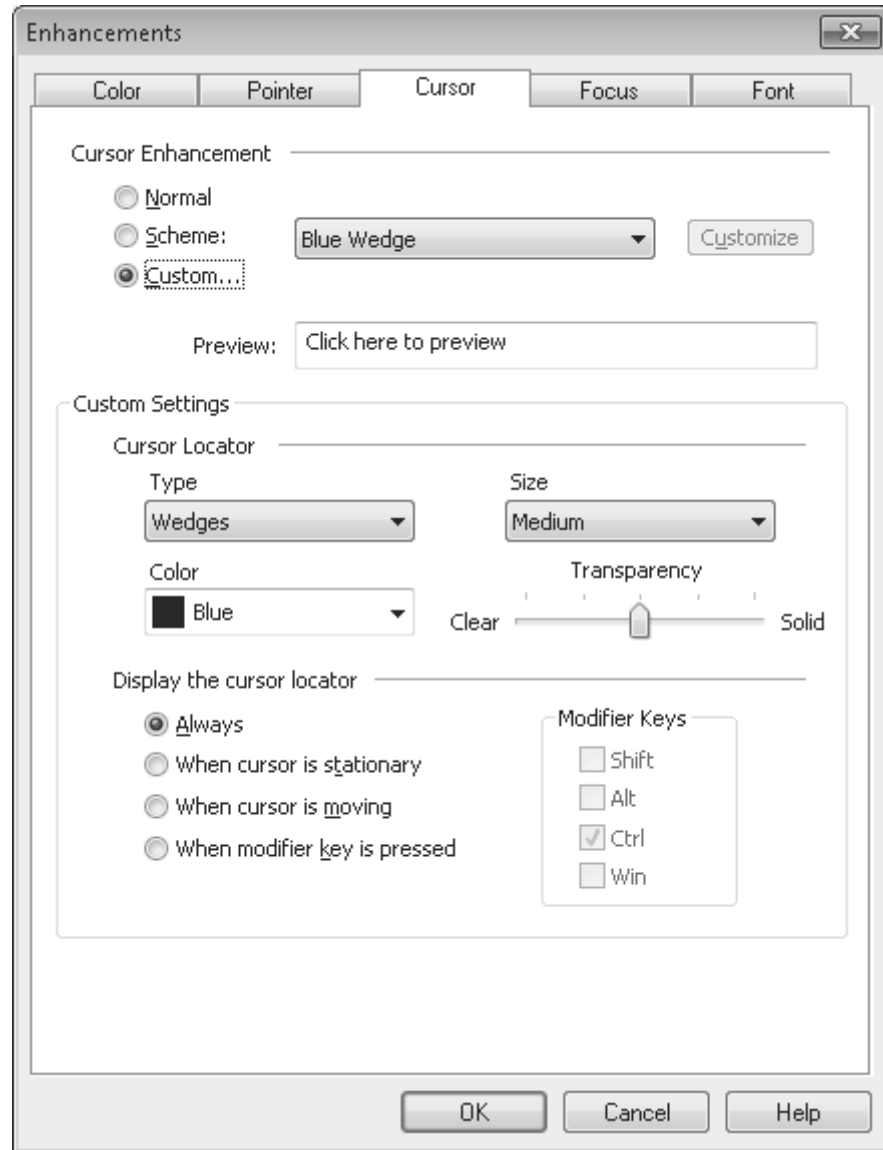 Enhancements
Color Pointer Cursor Focus Font
Cursor Enhancement
Normal
Scheme: Blue Wedge Customize
Custom...
Preview: Click here to preview
Custom Settings
Cursor Locator
Type Size
Wedges Medium
Color Transparency
Blue Clear Solid
Display the cursor locator
Always Modifier Keys
When cursor is stationary Shift
When cursor is moving Alt
When modifier key is pressed Ctrl
Win
OK Cancel Help